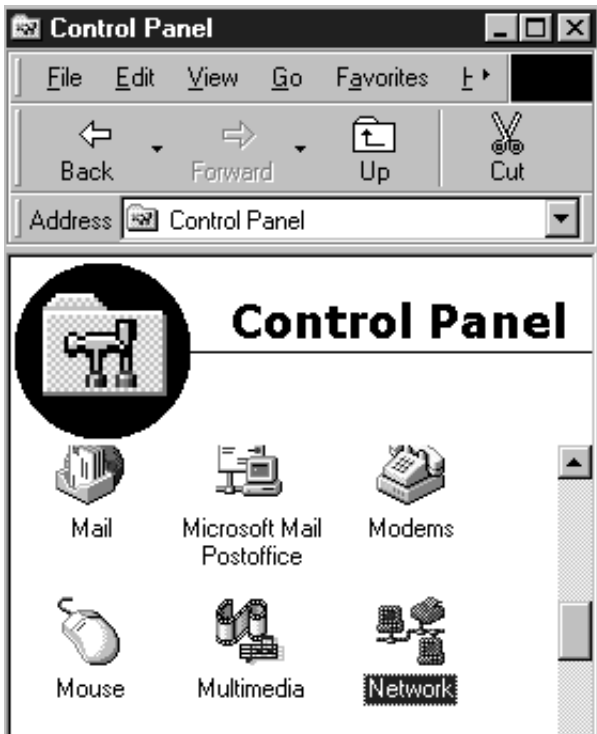 Control Panel
File Edit View Go Favorites
Back Forward Up Cut
Address Control Panel
Control Panel
Mail Microsoft Mail Postoffice Modems
Mouse Multimedia Network